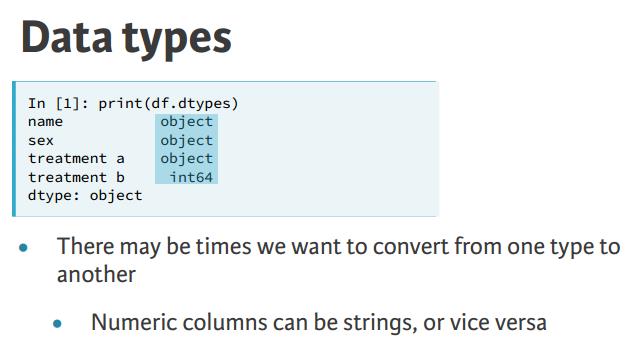 Data types
In [1]: print(df.dtypes)
name object
sex object
treatment a object
treatment b int64
dtype: object
• There may be times we want to convert from one type to
another
• Numeric columns can be strings, or vice versa